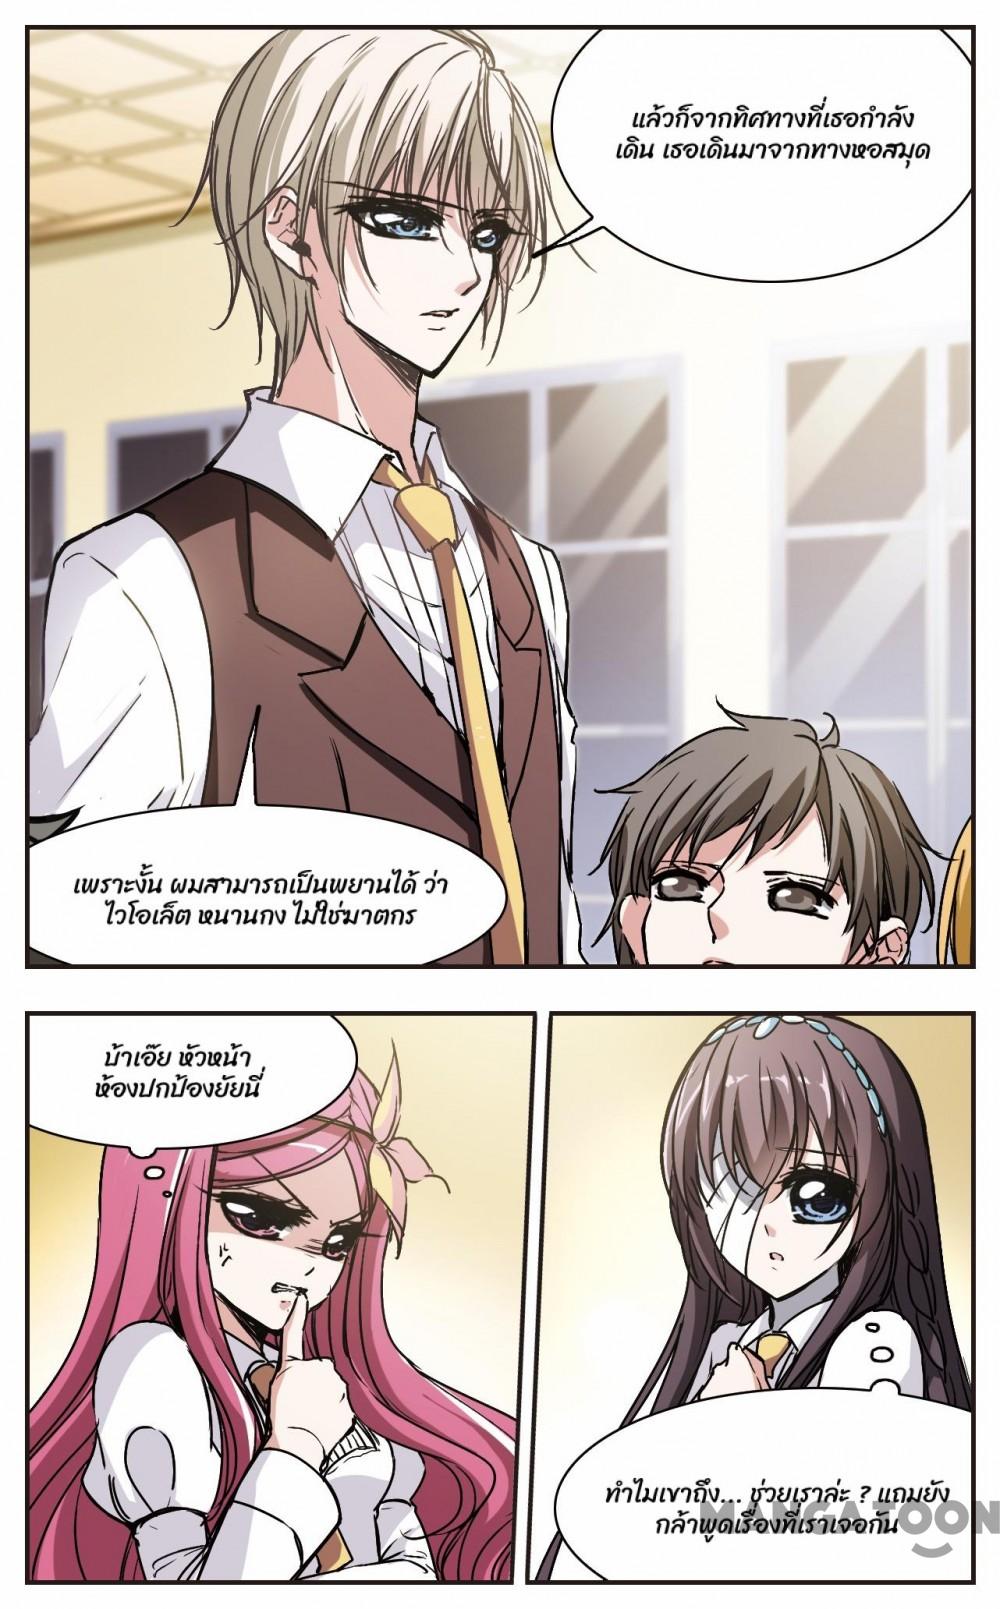 แล้วก็จากทิศทางที่เธอกำลัง
เดิน เธอเดินมาจากทางหอสมุด
เพราะงั้น ผมสามารถเป็นพยานได้ ว่า
ไวโอเล็ต หนานกง ไม่ใช่ฆาตกร
บ้าเอ๊ย หัวหน้า
ห้องปกป้องยัยนี่
ทำไมเขาถึง... ช่วยเราล่ะ ? แถมยัง
กล้าพูดเรื่องที่เราเจอกัน
MANGATOON